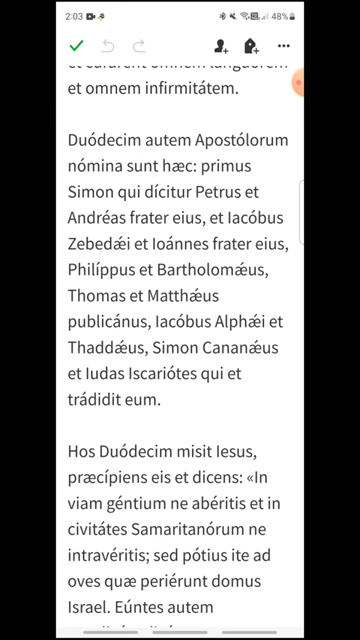 2:03
48%
et omnem infirmitátem.
Duódecim autem Apostólorum
nómina sunt hæc: primus
Simon qui dícitur Petrus et
Andréas frater eius, et Iacóbus
Zebedǽi et Ioánnes frater eius,
Philíppus et Bartholomǽus,
Thomas et Matthǽus
publicánus, Iacóbus Alphǽi et
Thaddǽus, Simon Cananǽus
et Iudas Iscariótes qui et
trádidit eum.
Hos Duódecim misit Iesus,
præcípiens eis et dicens: «In
viam géntium ne abéritis et in
civitátes Samaritanórum ne
intravéritis; sed pótius ite ad
oves quæ periérunt domus
Israel. Eúntes autem